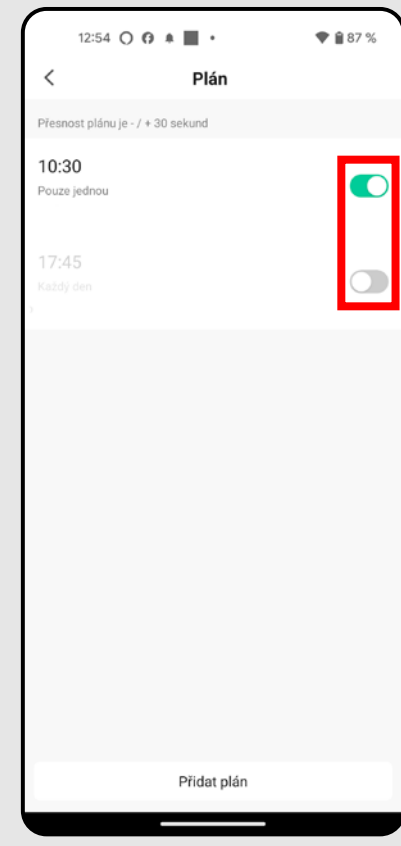 12:54 87 %
Plán
Přesnost plánu je - / + 30 sekund
10:30
Pouze jednou
17:45
Každý den
Přidat plán